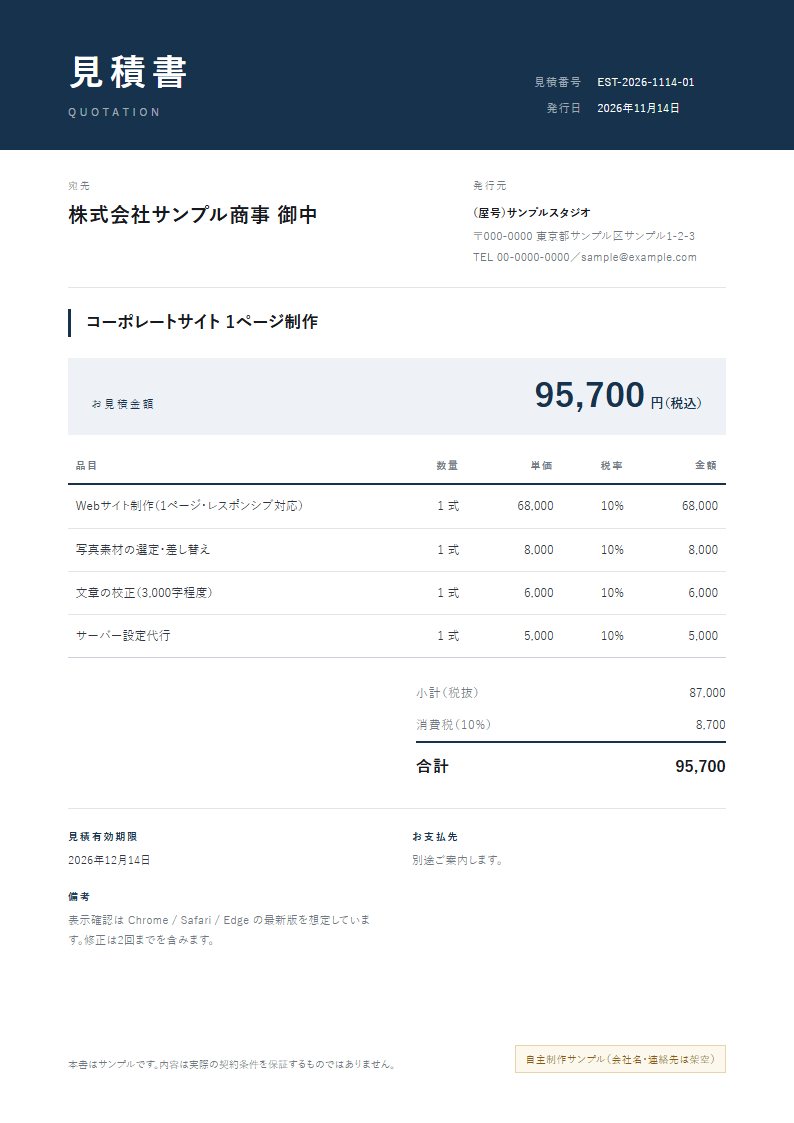 見積書
QUOTATION
見積番号 EST-2026-1114-01
発行日 2026年11月14日
宛先
株式会社サンプル商事 御中
発行元
（屋号）サンプルスタジオ
〒000-0000 東京都サンプル区サンプル1-2-3
TEL 00-0000-0000／sample@example.com
コーポレートサイト 1ページ制作
お見積金額 95,700 円（税込）
品目 数量 単価 税率 金額
Webサイト制作（1ページ・レスポンシブ対応） 1 式 68,000 10% 68,000
写真素材の選定・差し替え 1 式 8,000 10% 8,000
文章の校正（3,000字程度） 1 式 6,000 10% 6,000
サーバー設定代行 1 式 5,000 10% 5,000
小計（税抜） 87,000
消費税（10%） 8,700
合計 95,700
見積有効期限
2026年12月14日
お支払先
別途ご案内します。
備考
表示確認は Chrome / Safari / Edge の最新版を想定していま
す。修正は2回までを含みます。
本書はサンプルです。内容は実際の契約条件を保証するものではありません。
自主制作サンプル（会社名・連絡先は架空）